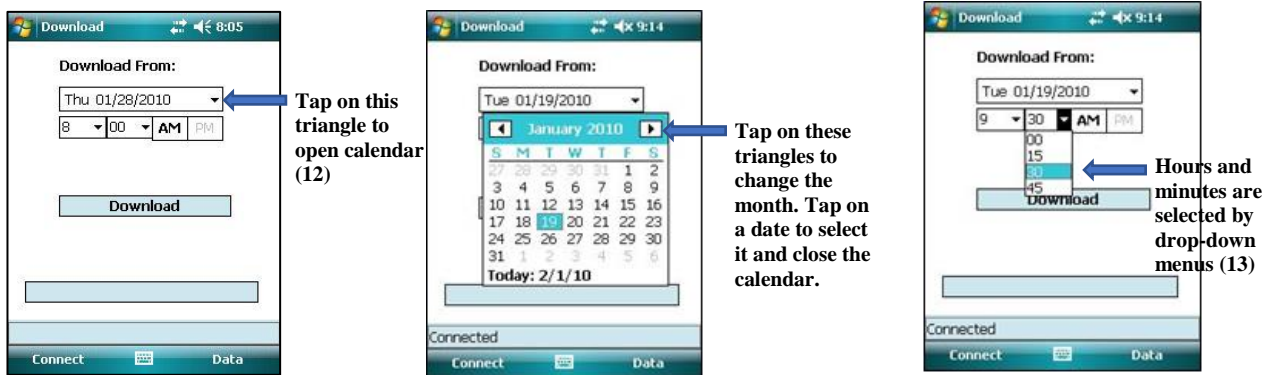 Download 8:05
Download From:
Thu 01/28/2010
8 00 AM PM
Download
Connect Data
Tap on this
triangle to
open calendar
(12)
Download 9:14
Download From:
Tue 01/19/2010
January 2010
S M T W T F S
27 28 29 30 31 1 2
3 4 5 6 7 8 9
10 11 12 13 14 15 16
17 18 19 20 21 22 23
24 25 26 27 28 29 30
31 1 2 3 4 5 6
Today: 2/1/10
Connected
Connect Data
Tap on these
triangles to
change the
month. Tap on
a date to select
it and close the
calendar.
Download 9:14
Download From:
Tue 01/19/2010
9 30 AM PM
00
15
30
45
Download
Connected
Connect Data
Hours and
minutes are
selected by
drop-down
menus (13)